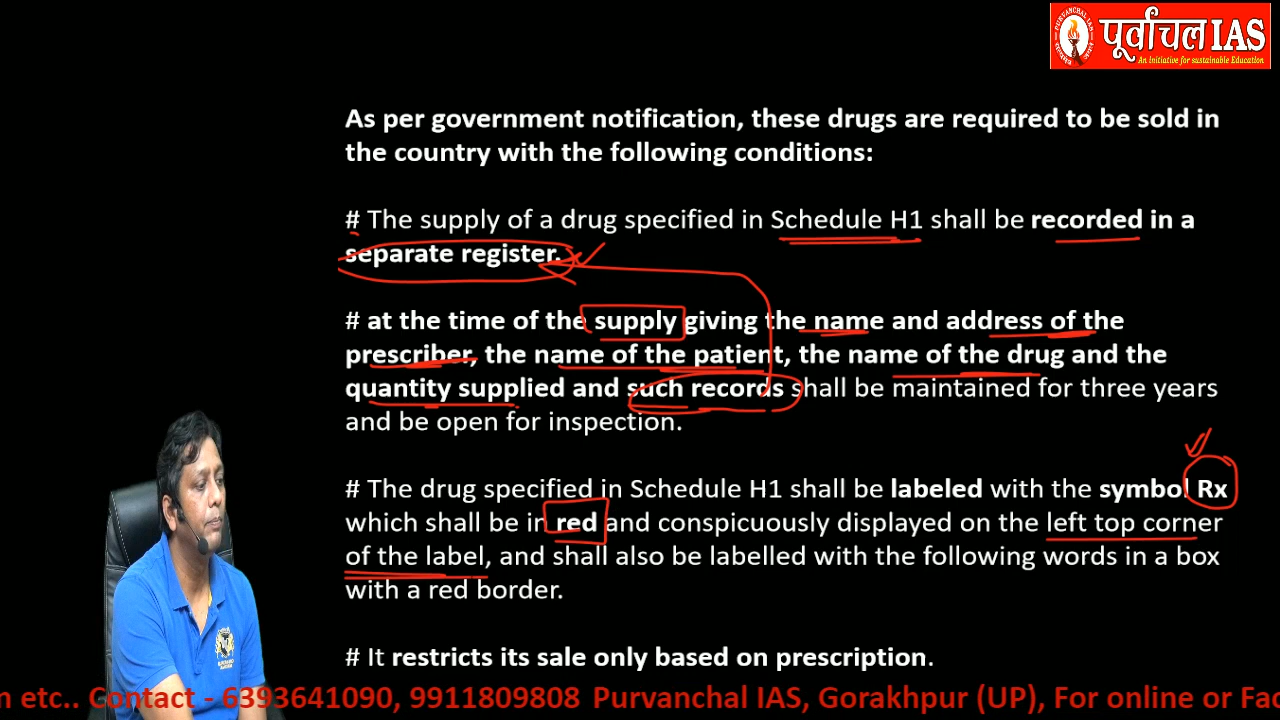 पूर्वांचल IAS
An Initiative for sustainable Education
As per government notification, these drugs are required to be sold in
the country with the following conditions:
# The supply of a drug specified in Schedule H1 shall be recorded in a
separate register.
# at the time of the supply giving the name and address of the
prescriber, the name of the patient, the name of the drug and the
quantity supplied and such records shall be maintained for three years
and be open for inspection.
# The drug specified in Schedule H1 shall be labeled with the symbol Rx
which shall be in red and conspicuously displayed on the left top corner
of the label, and shall also be labelled with the following words in a box
with a red border.
# It restricts its sale only based on prescription.
n etc.. Contact - 6393641090, 9911809808 Purvanchal IAS, Gorakhpur (UP), For online or Fac